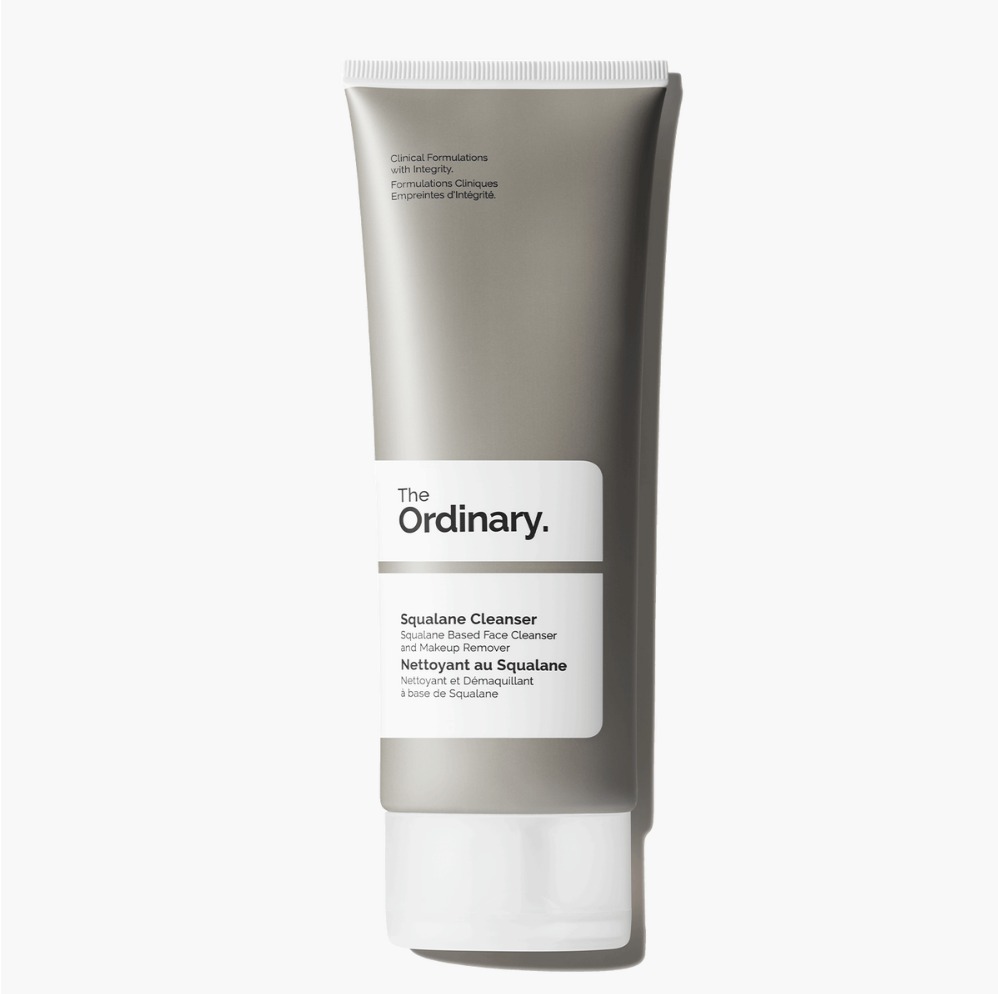 Clinical Formulations
with Integrity.
Formulations Cliniques
Empreintes d'Intégrité.
The
Ordinary.
Squalane Cleanser
Squalane Based Face Cleanser
and Makeup Remover
Nettoyant au Squalane
Nettoyant et Démaquillant
à base de Squalane